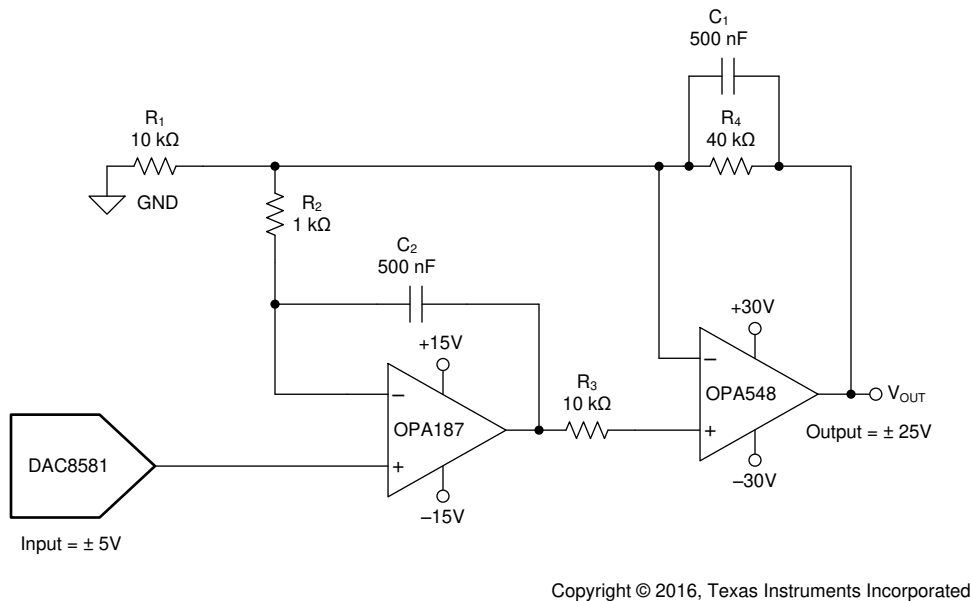 C₁
500 nF
R₁
10 kΩ
R₄
40 kΩ
GND
R₂
1 kΩ
C₂
500 nF
+15V
+30V
R₃
10 kΩ
−
OPA187
+
−
OPA548
+
V_OUT
Output = ± 25V
DAC8581
−15V
−30V
Input = ± 5V
Copyright © 2016, Texas Instruments Incorporated